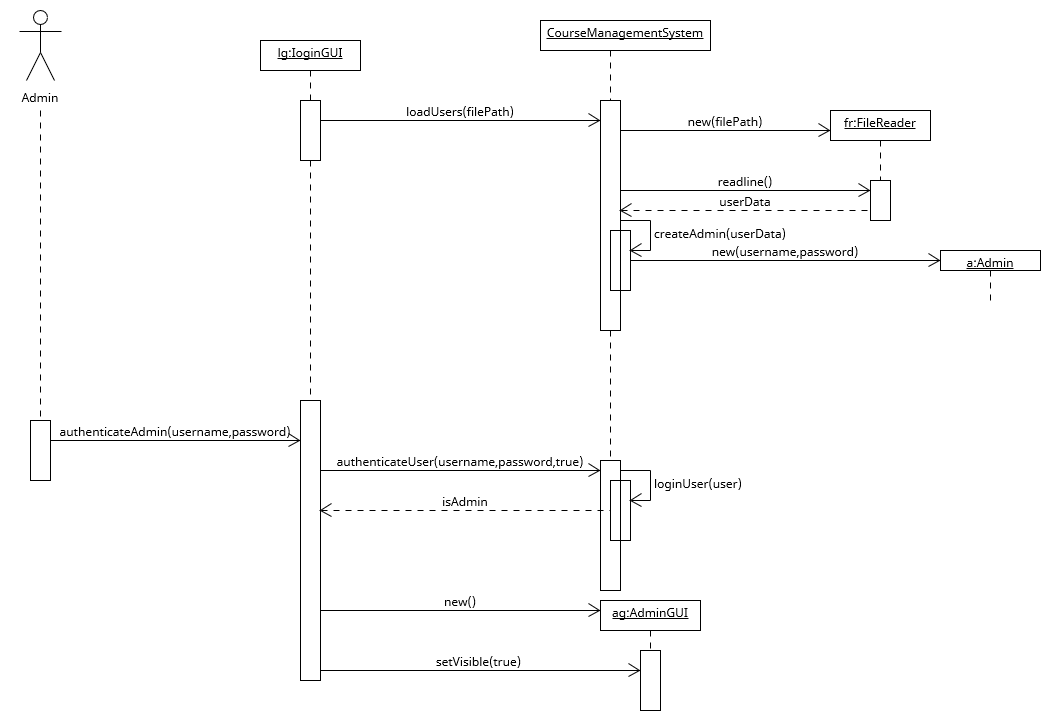 CourseManagementSystem
lg:IoginGUI
Admin
loadUsers(filePath)
new(filePath)
fr:FileReader
readline()
userData
createAdmin(userData)
new(username,password)
a:Admin
authenticateAdmin(username,password)
authenticateUser(username,password,true)
loginUser(user)
isAdmin
new()
ag:AdminGUI
setVisible(true)